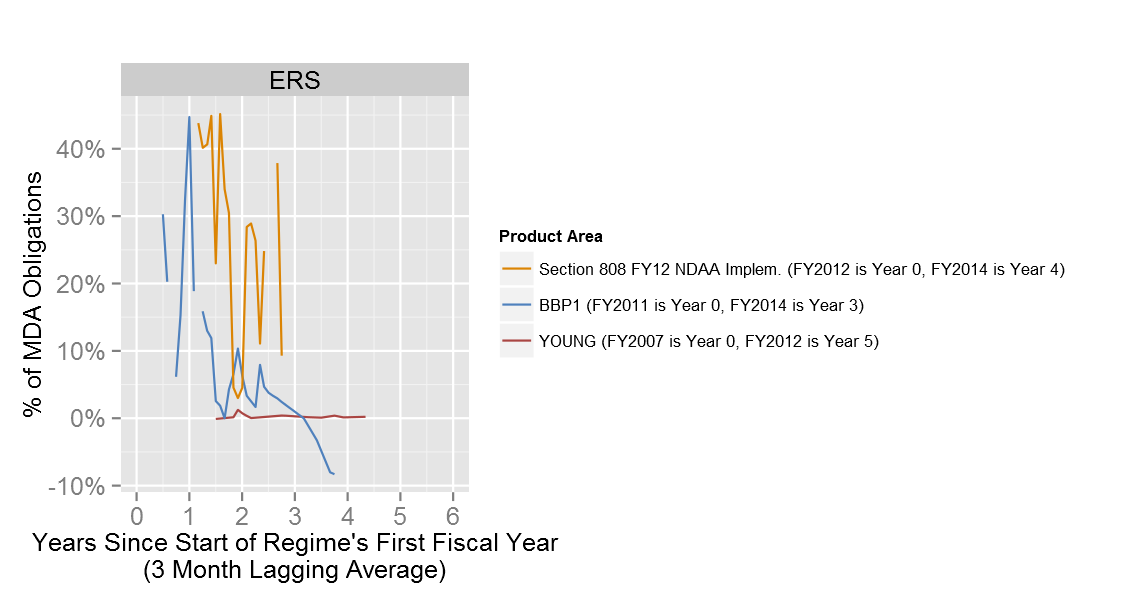 ERS
% of MDA Obligations
40%
30%
20%
10%
0%
-10%
0 1 2 3 4 5 6
Years Since Start of Regime's First Fiscal Year
(3 Month Lagging Average)
Product Area
Section 808 FY12 NDAA Implem. (FY2012 is Year 0, FY2014 is Year 4)
BBP1 (FY2011 is Year 0, FY2014 is Year 3)
YOUNG (FY2007 is Year 0, FY2012 is Year 5)